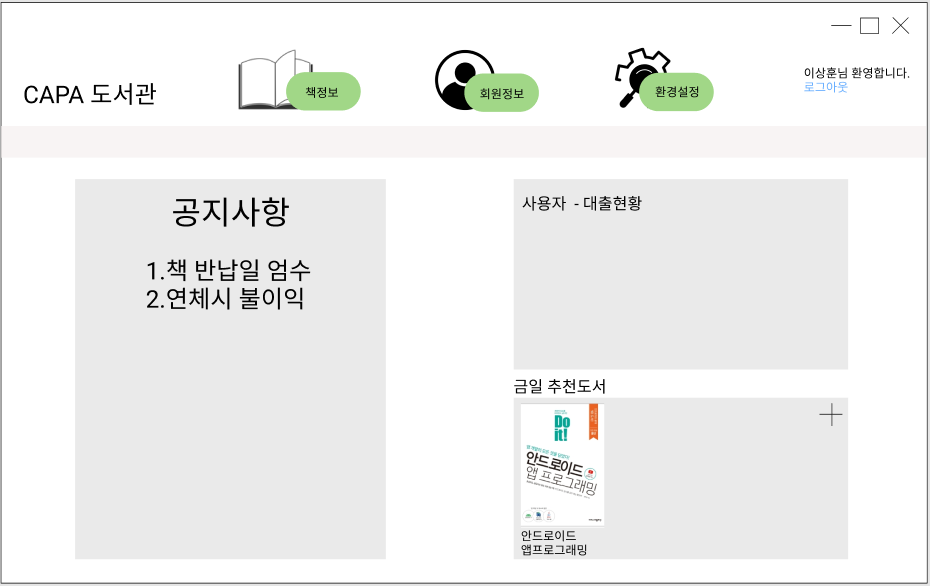 CAPA 도서관
책정보
회원정보
환경설정
이상훈님 환영합니다.
로그아웃
공지사항
1.책 반납일 엄수
2.연체시 불이익
사용자 - 대출현황
금일 추천도서
Do
it!
안드로이드
앱 프로그래밍
안드로이드
앱프로그래밍